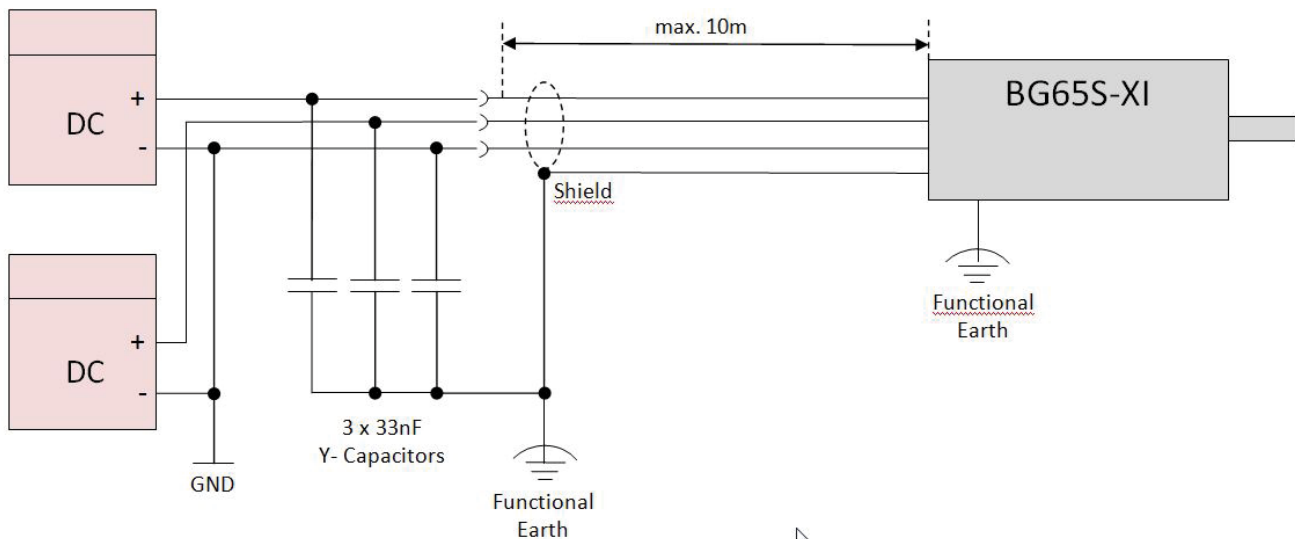 max. 10m
DC
+
-
BG65S-XI
Shield
DC
+
-
Functional
Earth
3 x 33nF
Y- Capacitors
GND
Functional
Earth